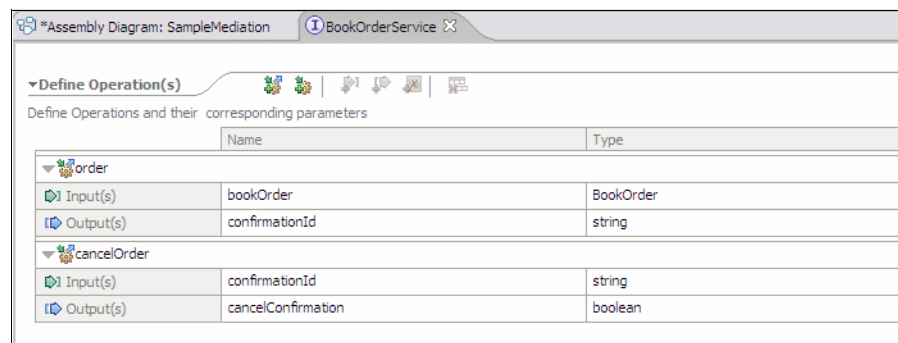 *Assembly Diagram: SampleMediation BookOrderService
Define Operation(s)
Define Operations and their corresponding parameters
Name Type
order
Input(s) bookOrder BookOrder
Output(s) confirmationId string
cancelOrder
Input(s) confirmationId string
Output(s) cancelConfirmation boolean